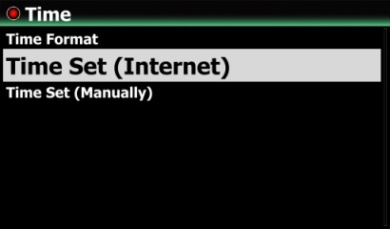 Time
Time Format
Time Set (Internet)
Time Set (Manually)